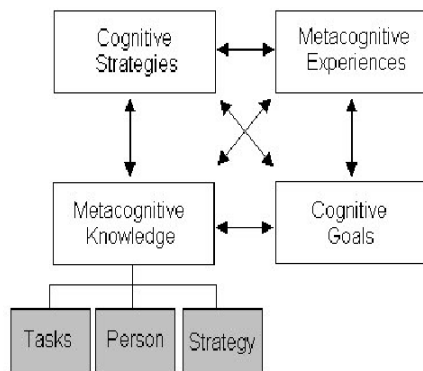 Cognitive
Strategies
Metacognitive
Experiences
Metacognitive
Knowledge
Cognitive
Goals
Tasks
Person
Strategy